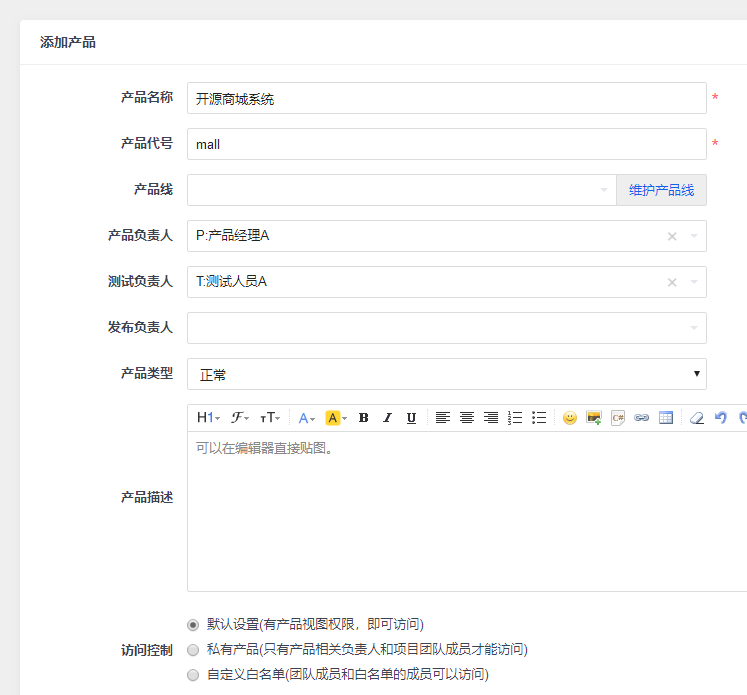 添加产品
产品名称 开源商城系统 *
产品代号 mall *
产品线 维护产品线
产品负责人 P:产品经理A
测试负责人 T:测试人员A
发布负责人
产品类型 正常
H1 ℱ тT A A B I U C#
可以在编辑器直接贴图。
产品描述
默认设置(有产品视图权限，即可访问)
访问控制 私有产品(只有产品相关负责人和项目团队成员才能访问)
自定义白名单(团队成员和白名单的成员可以访问)